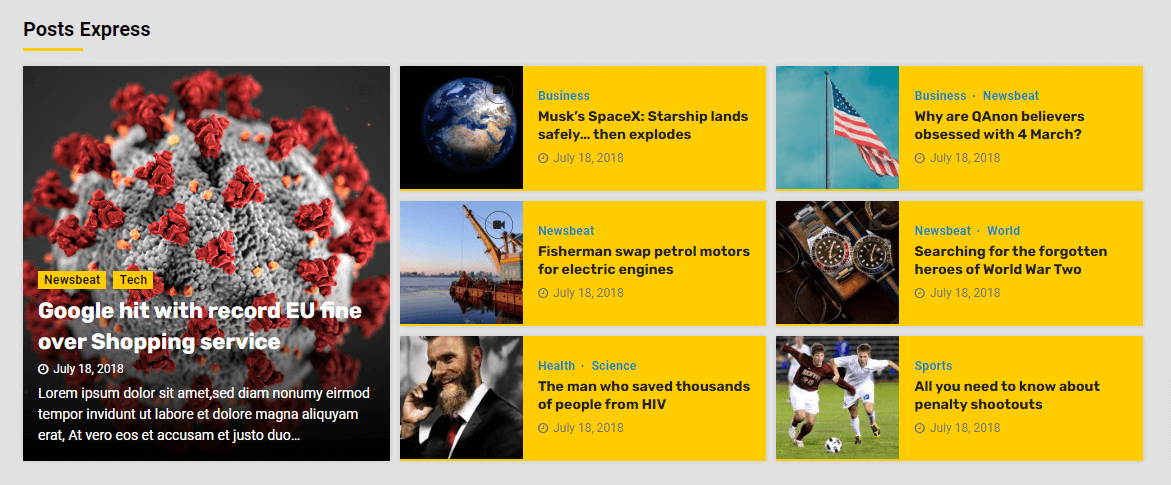 Posts Express
Newsbeat Tech
Google hit with record EU fine
over Shopping service
July 18, 2018
Lorem ipsum dolor sit amet,sed diam nonumy eirmod
tempor invidunt ut labore et dolore magna aliquyam
erat, At vero eos et accusam et justo duo...
Business
Musk's SpaceX: Starship lands
safely... then explodes
July 18, 2018
Business · Newsbeat
Why are QAnon believers
obsessed with 4 March?
July 18, 2018
Newsbeat
Fisherman swap petrol motors
for electric engines
July 18, 2018
Newsbeat · World
Searching for the forgotten
heroes of World War Two
July 18, 2018
Health · Science
The man who saved thousands
of people from HIV
July 18, 2018
Sports
All you need to know about
penalty shootouts
July 18, 2018